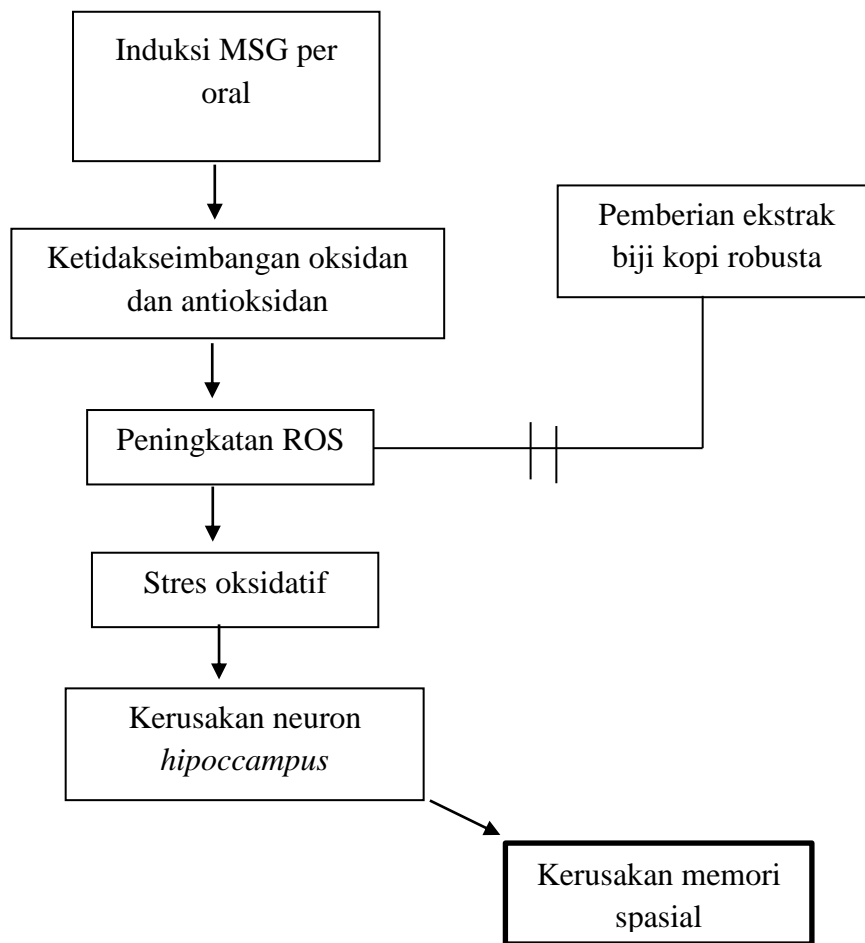 Induksi MSG per
oral
Ketidakseimbangan oksidan
dan antioksidan
Pemberian ekstrak
biji kopi robusta
Peningkatan ROS
Stres oksidatif
Kerusakan neuron
hipoccampus
Kerusakan memori
spasial